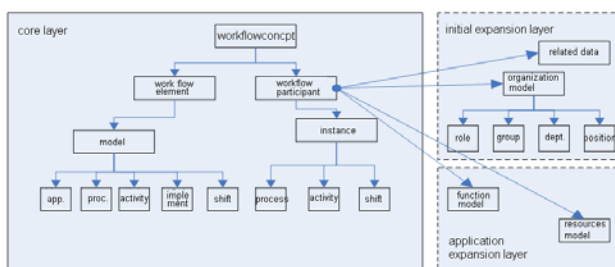 core layer
workflowconcpt
work flow
element
workflow
participant
model
instance
app.
proc.
activity
imple
ment
shift
process
activity
shift
initial expansion layer
related data
organization
model
role
group
dept.
position
function
model
resources
model
application
expansion layer